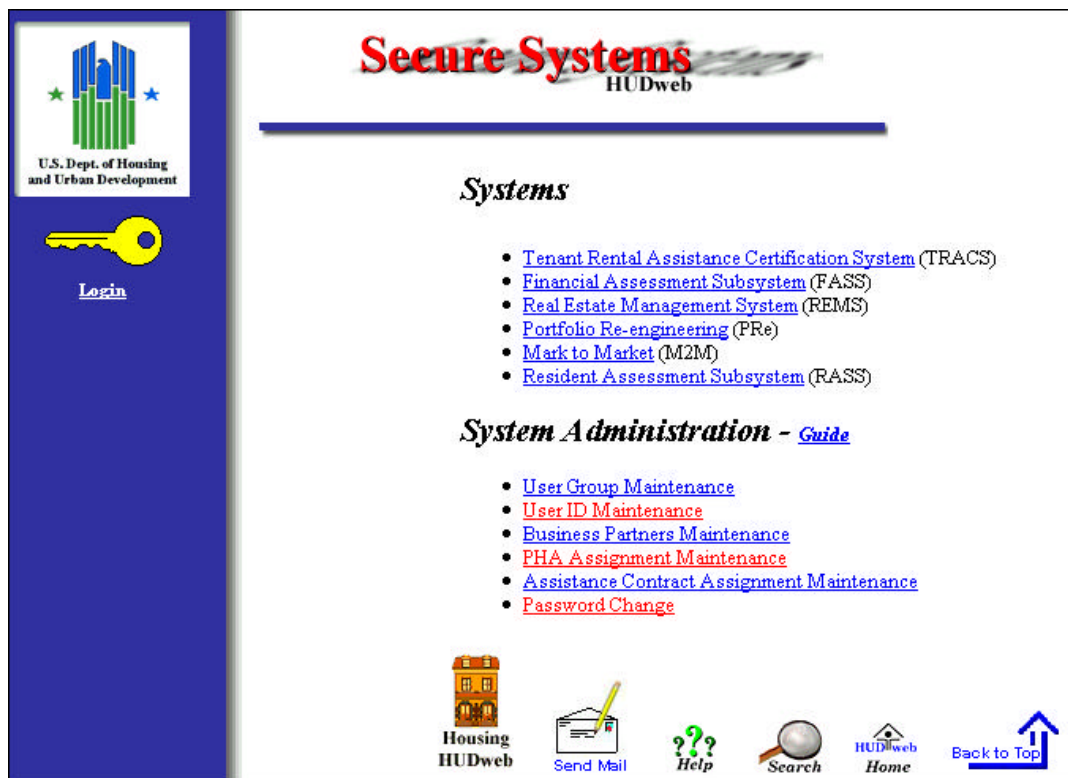 U.S. Dept. of Housing
and Urban Development
Login
Secure Systems
HUDweb
Systems
• Tenant Rental Assistance Certification System (TRACS)
• Financial Assessment Subsystem (FASS)
• Real Estate Management System (REMS)
• Portfolio Re-engineering (PRe)
• Mark to Market (M2M)
• Resident Assessment Subsystem (RASS)
System Administration - Guide
• User Group Maintenance
• User ID Maintenance
• Business Partners Maintenance
• PHA Assignment Maintenance
• Assistance Contract Assignment Maintenance
• Password Change
Housing
HUDweb
Send Mail
???
Help
Search
HUDweb
Home
Back to Top